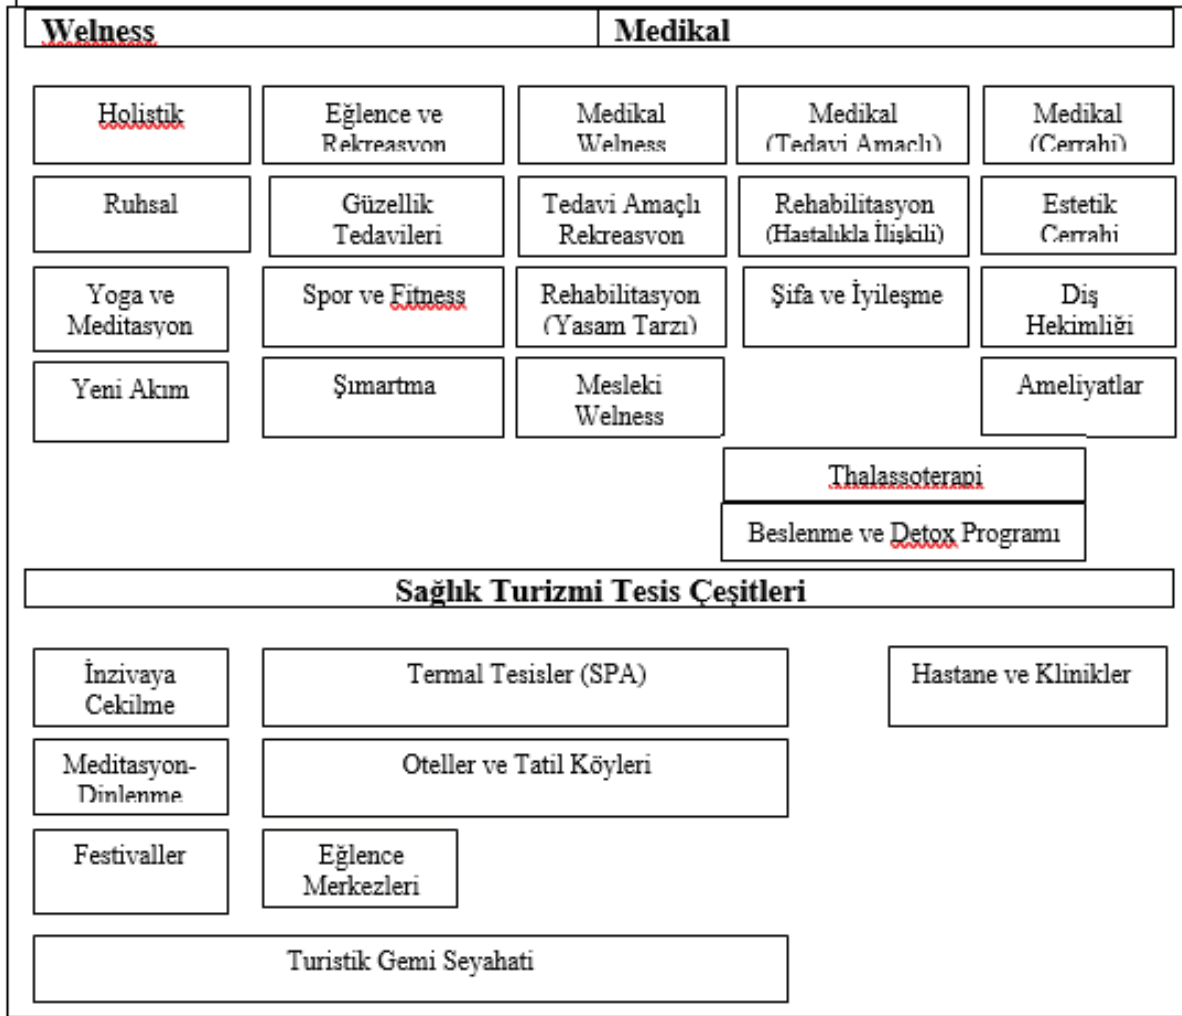 Welness
Medikal
Holistik
Eğlence ve
Rekreasyon
Medikal
Welness
Medikal
(Tedavi Amaçlı)
Medikal
(Cerrahi)
Ruhsal
Güzellik
Tedavileri
Tedavi Amaçlı
Rekreasyon
Rehabilitasyon
(Hastalıkla İlişkili)
Estetik
Cerrahi
Yoga ve
Meditasyon
Spor ve Fitness
Rehabilitasyon
(Yaşam Tarzı)
Şifa ve İyileşme
Diş
Hekimliği
Yeni Akım
Şımartma
Mesleki
Welness
Ameliyatlar
Thalassoterapi
Beslenme ve Detox Programı
Sağlık Turizmi Tesis Çeşitleri
İnzivaya
Çekilme
Termal Tesisler (SPA)
Hastane ve Klinikler
Meditasyon-
Dinlenme
Oteller ve Tatil Köyleri
Festivaller
Eğlence
Merkezleri
Turistik Gemi Seyahati